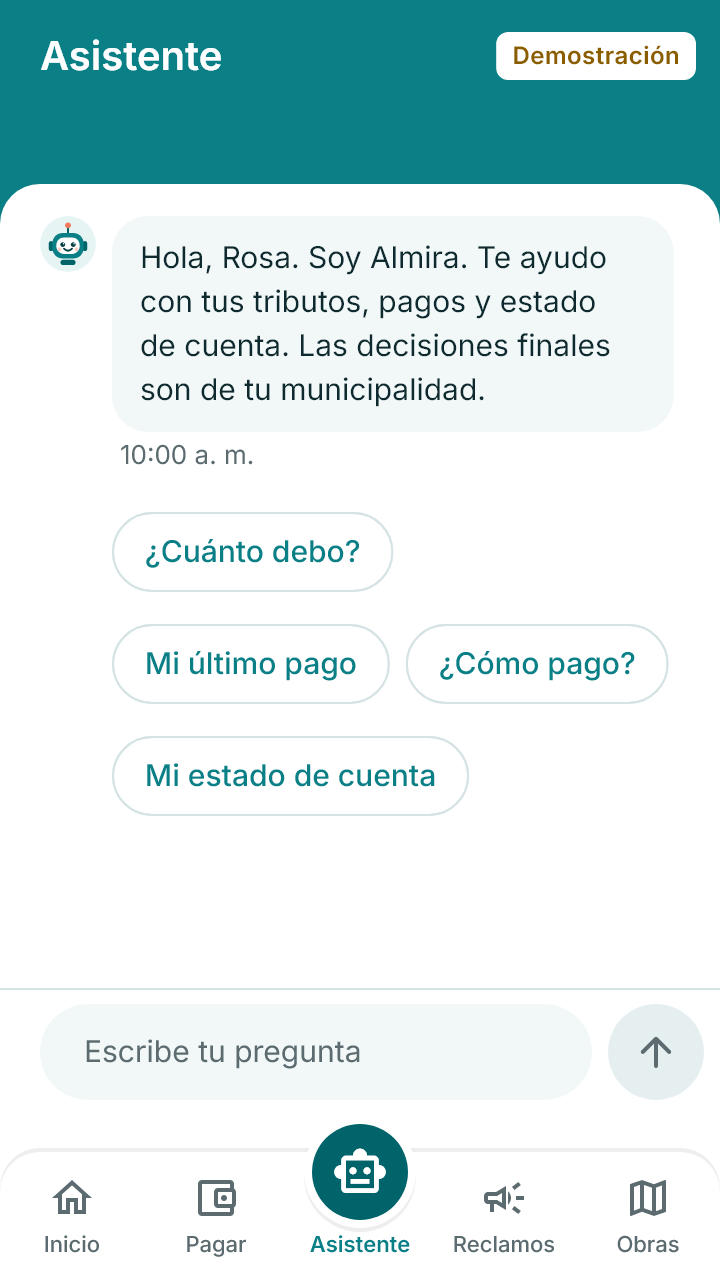 Asistente
Demostración
Hola, Rosa. Soy Almira. Te ayudo
con tus tributos, pagos y estado
de cuenta. Las decisiones finales
son de tu municipalidad.
10:00 a. m.
¿Cuánto debo?
Mi último pago
¿Cómo pago?
Mi estado de cuenta
Escribe tu pregunta
Inicio
Pagar
Asistente
Reclamos
Obras